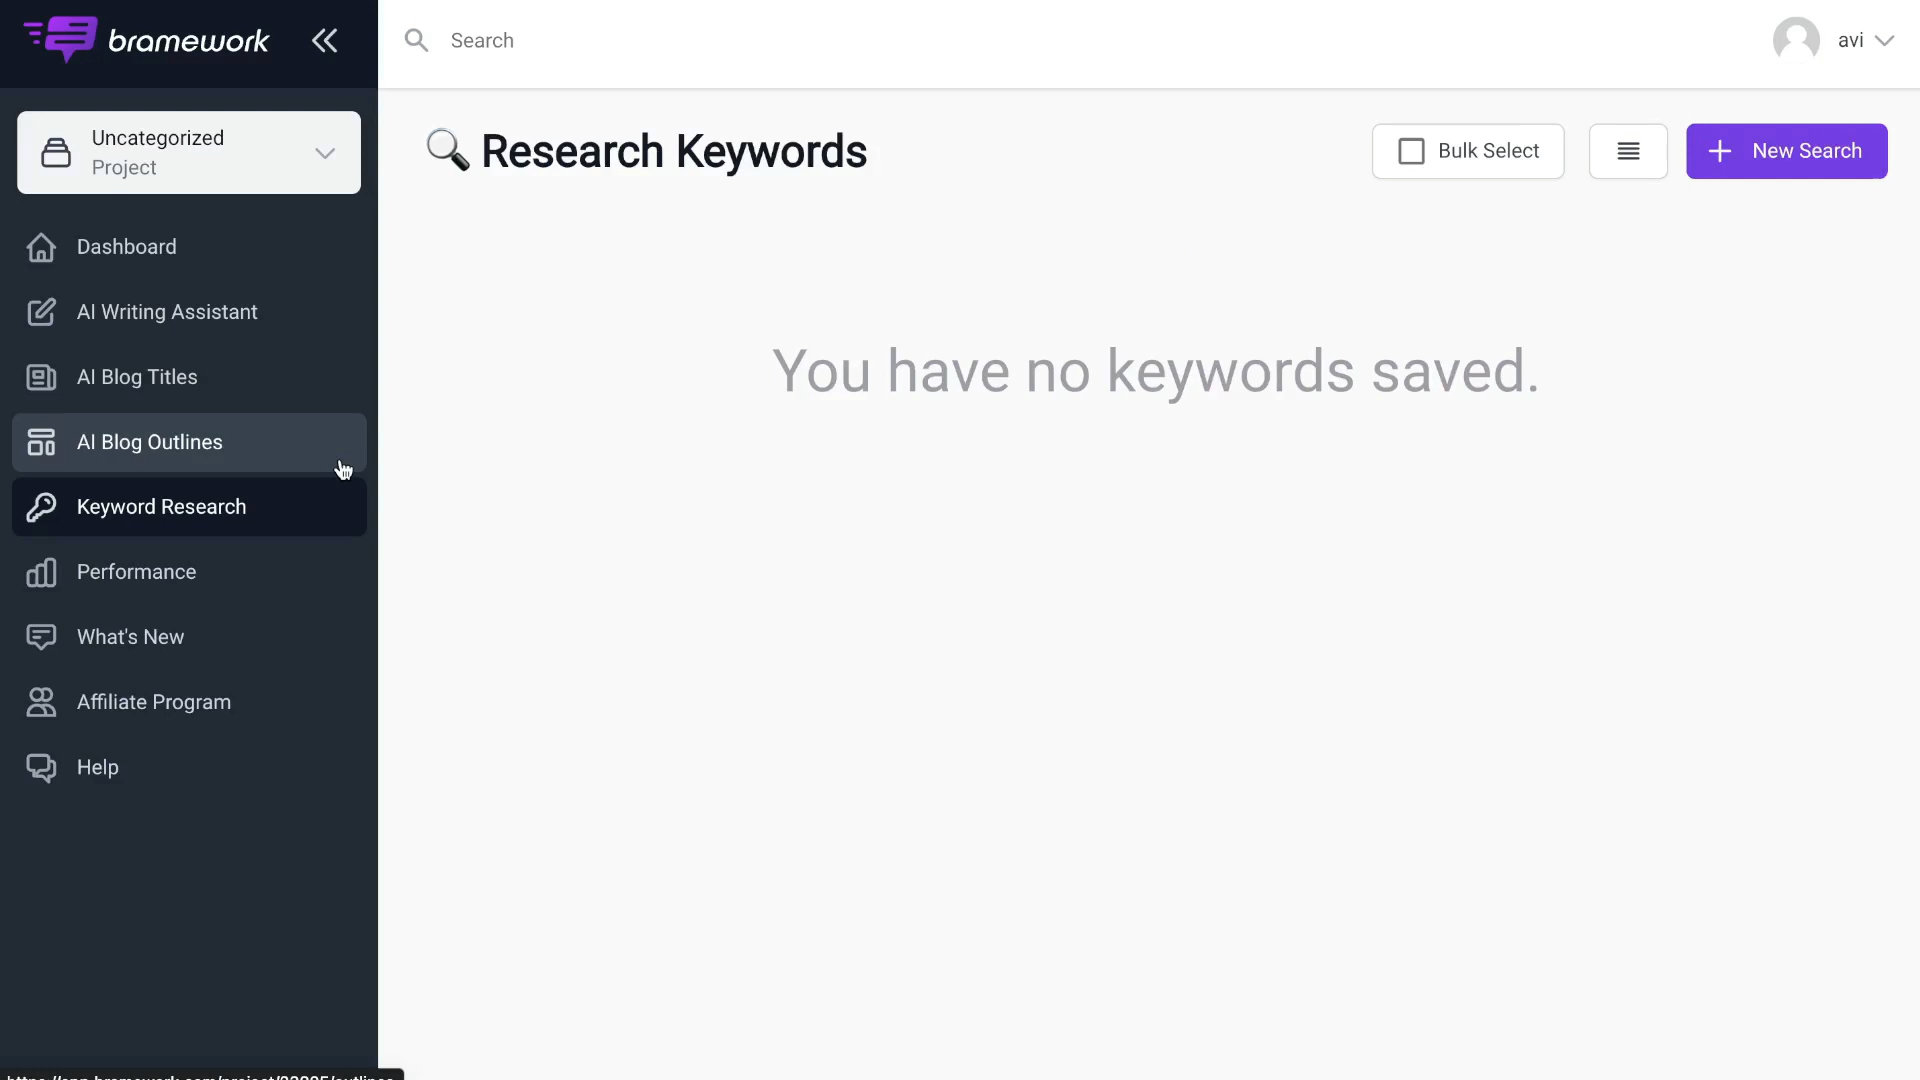 bramework
Search
avi
Uncategorized
Project
Research Keywords
Bulk Select
New Search
Dashboard
AI Writing Assistant
AI Blog Titles
You have no keywords saved.
AI Blog Outlines
Keyword Research
Performance
What's New
Affiliate Program
Help